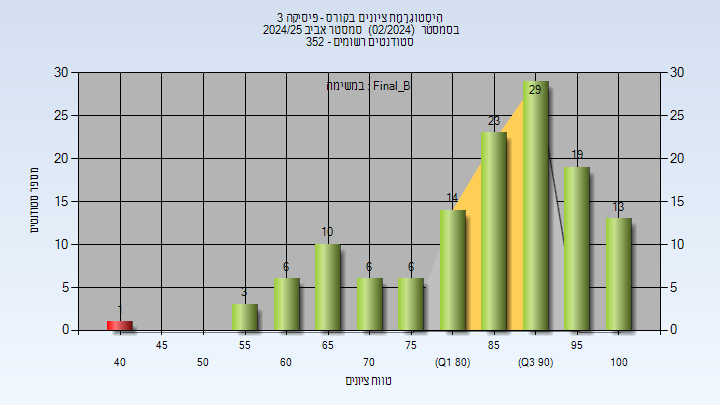 היסטוגרמת ציונים בקורס - פיסיקה 3
בסמסטר (02/2024) סמסטר אביב 2024/25
סטודנטים רשומים - 352
במשימה : Final_B
מספר סטודנטים
30 25 20 15 10 5 0
30 25 20 15 10 5 0
1 3 6 10 6 6 14 23 29 19 13
45 55 65 75 85 95
40 50 60 70 (Q1 80) (Q3 90) 100
טווח ציונים